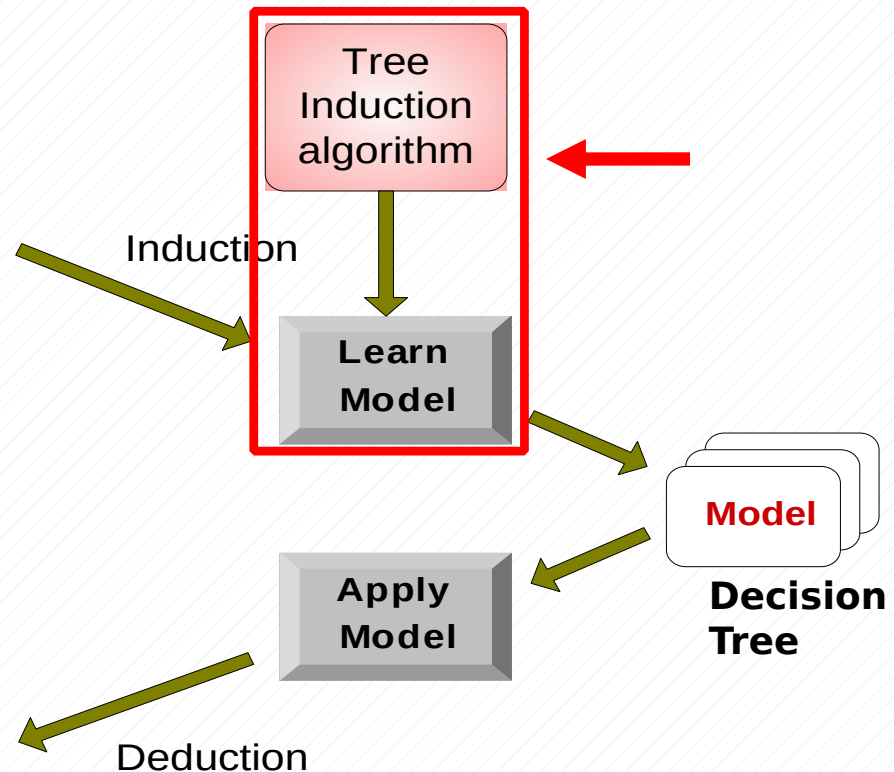 Tree
Induction
algorithm
Induction
Learn
Model
Model
Decision
Tree
Apply
Model
Deduction